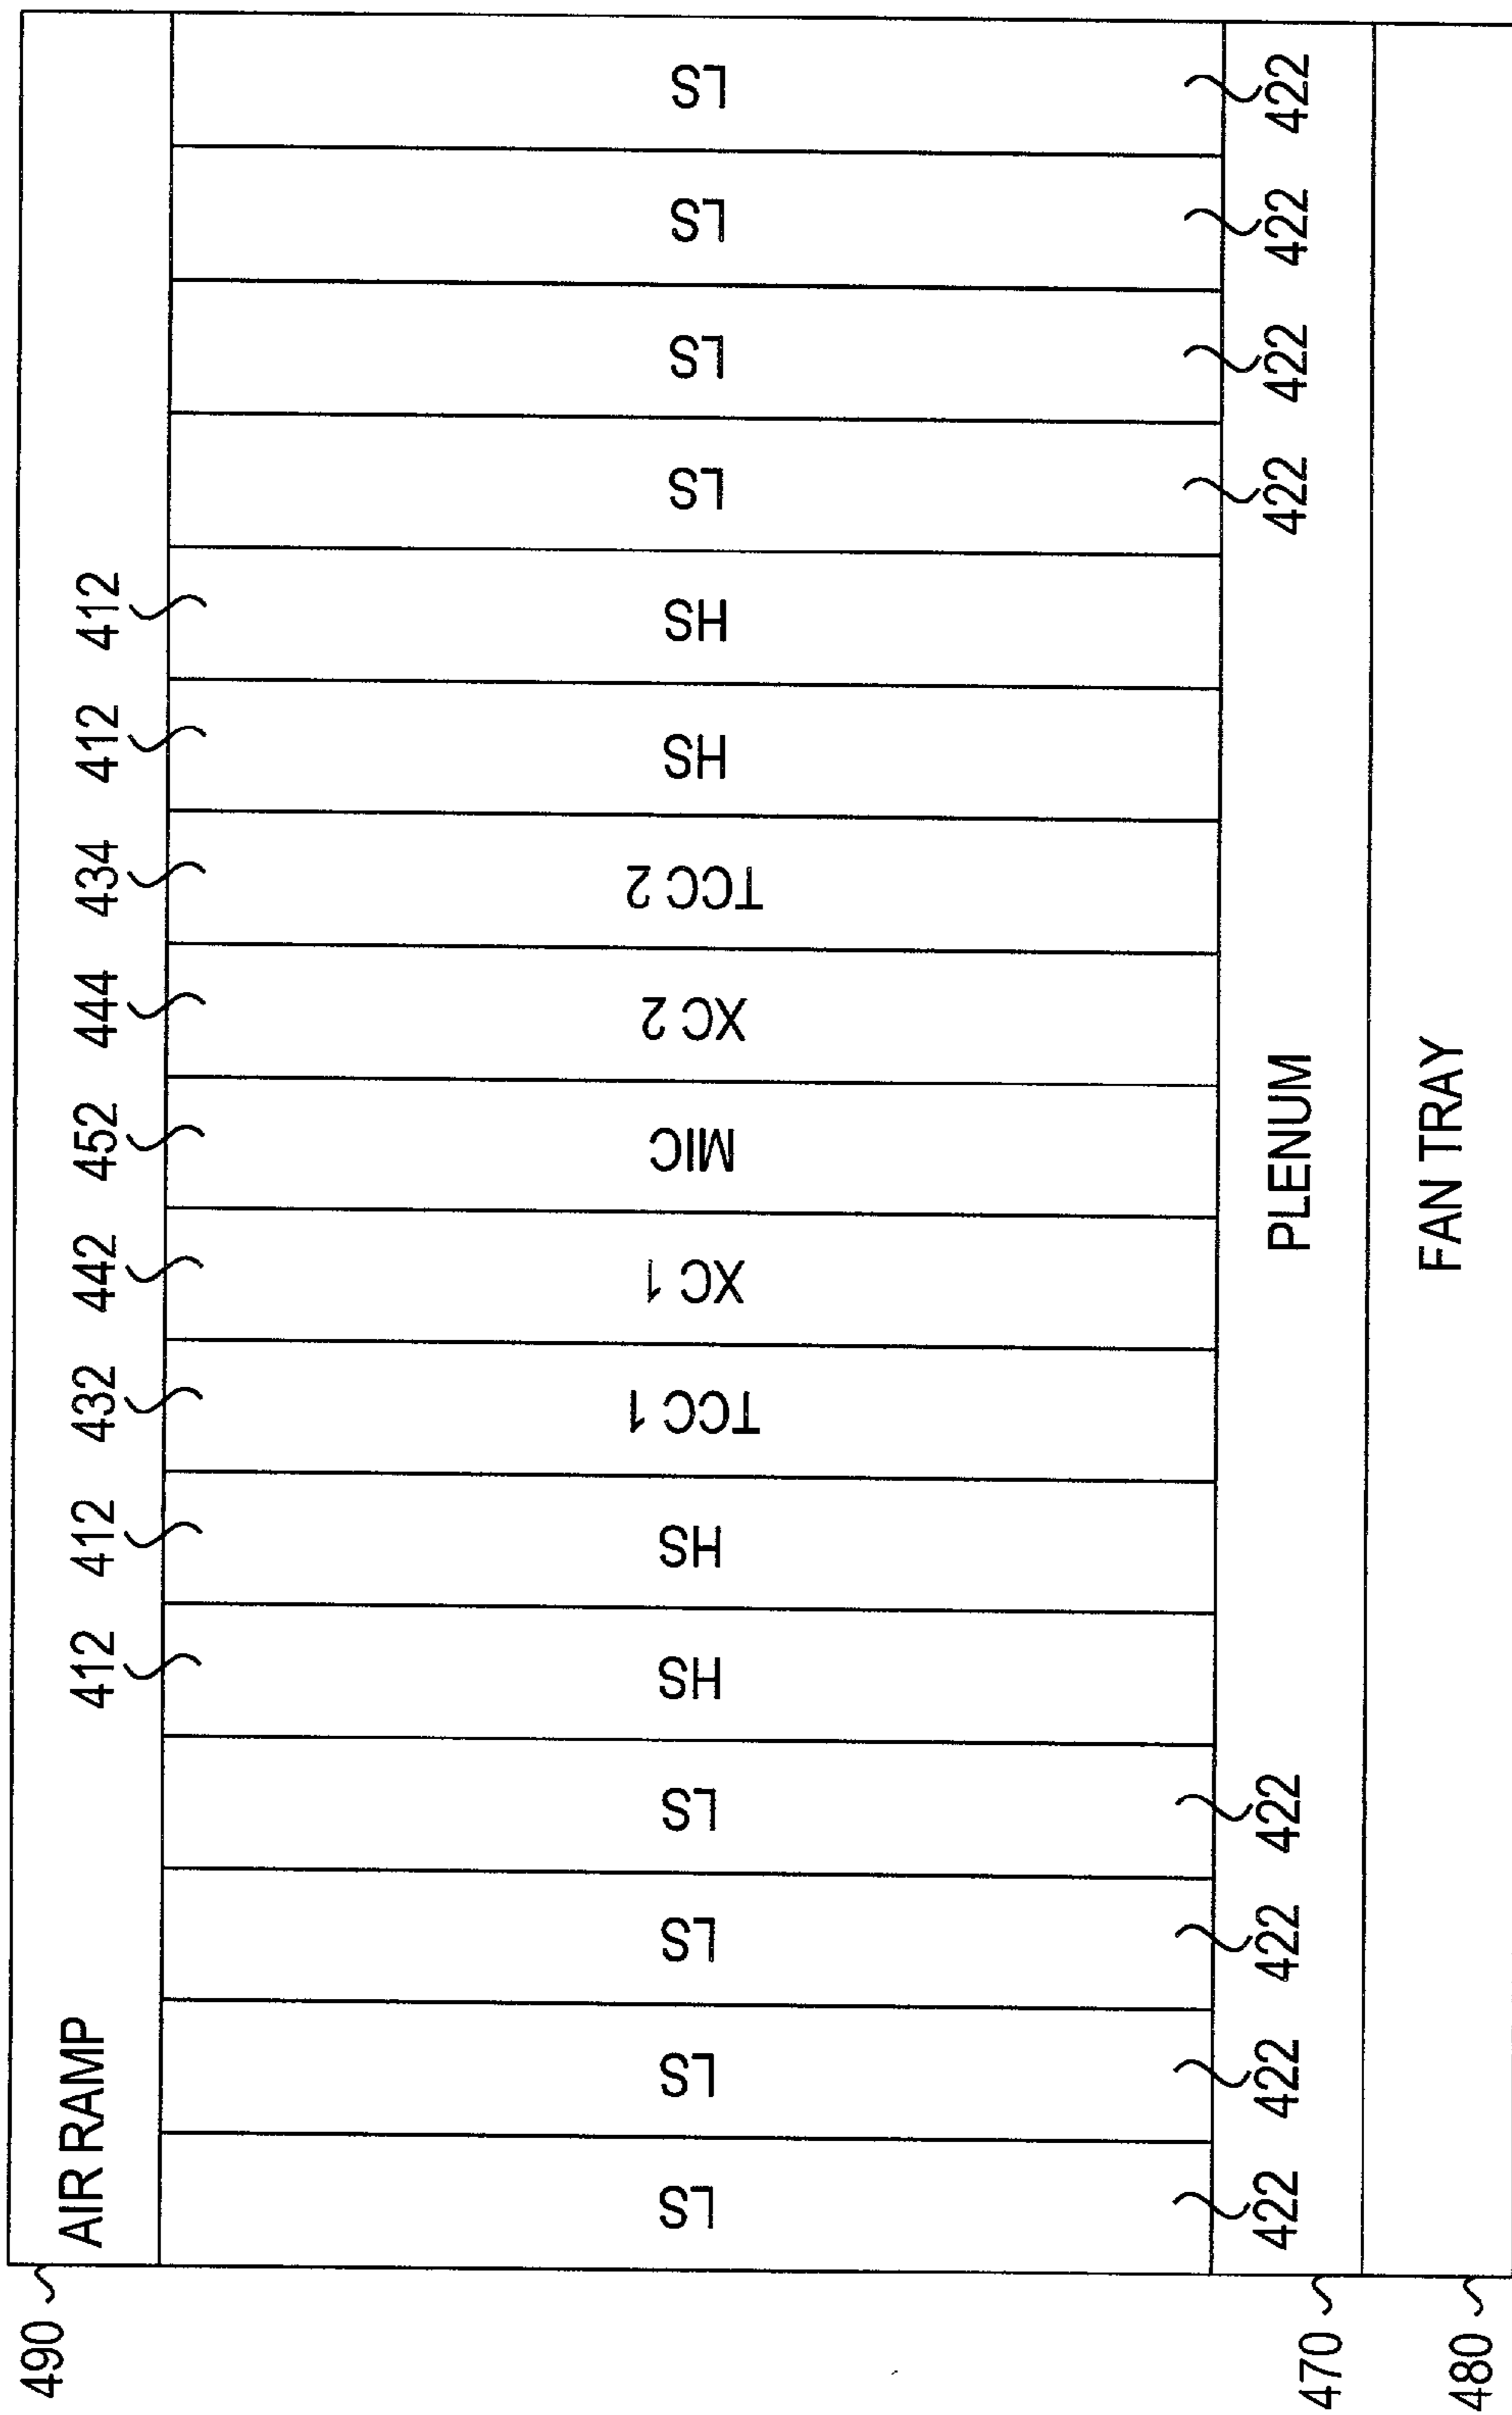 490
AIR RAMP
412
412
432
442
452
444
434
412
412
LS
LS
LS
LS
HS
HS
TCC 1
XC 1
MIC
XC 2
TCC 2
HS
HS
LS
LS
LS
LS
422
422
422
422
422
422
422
422
470
PLENUM
480
FAN TRAY